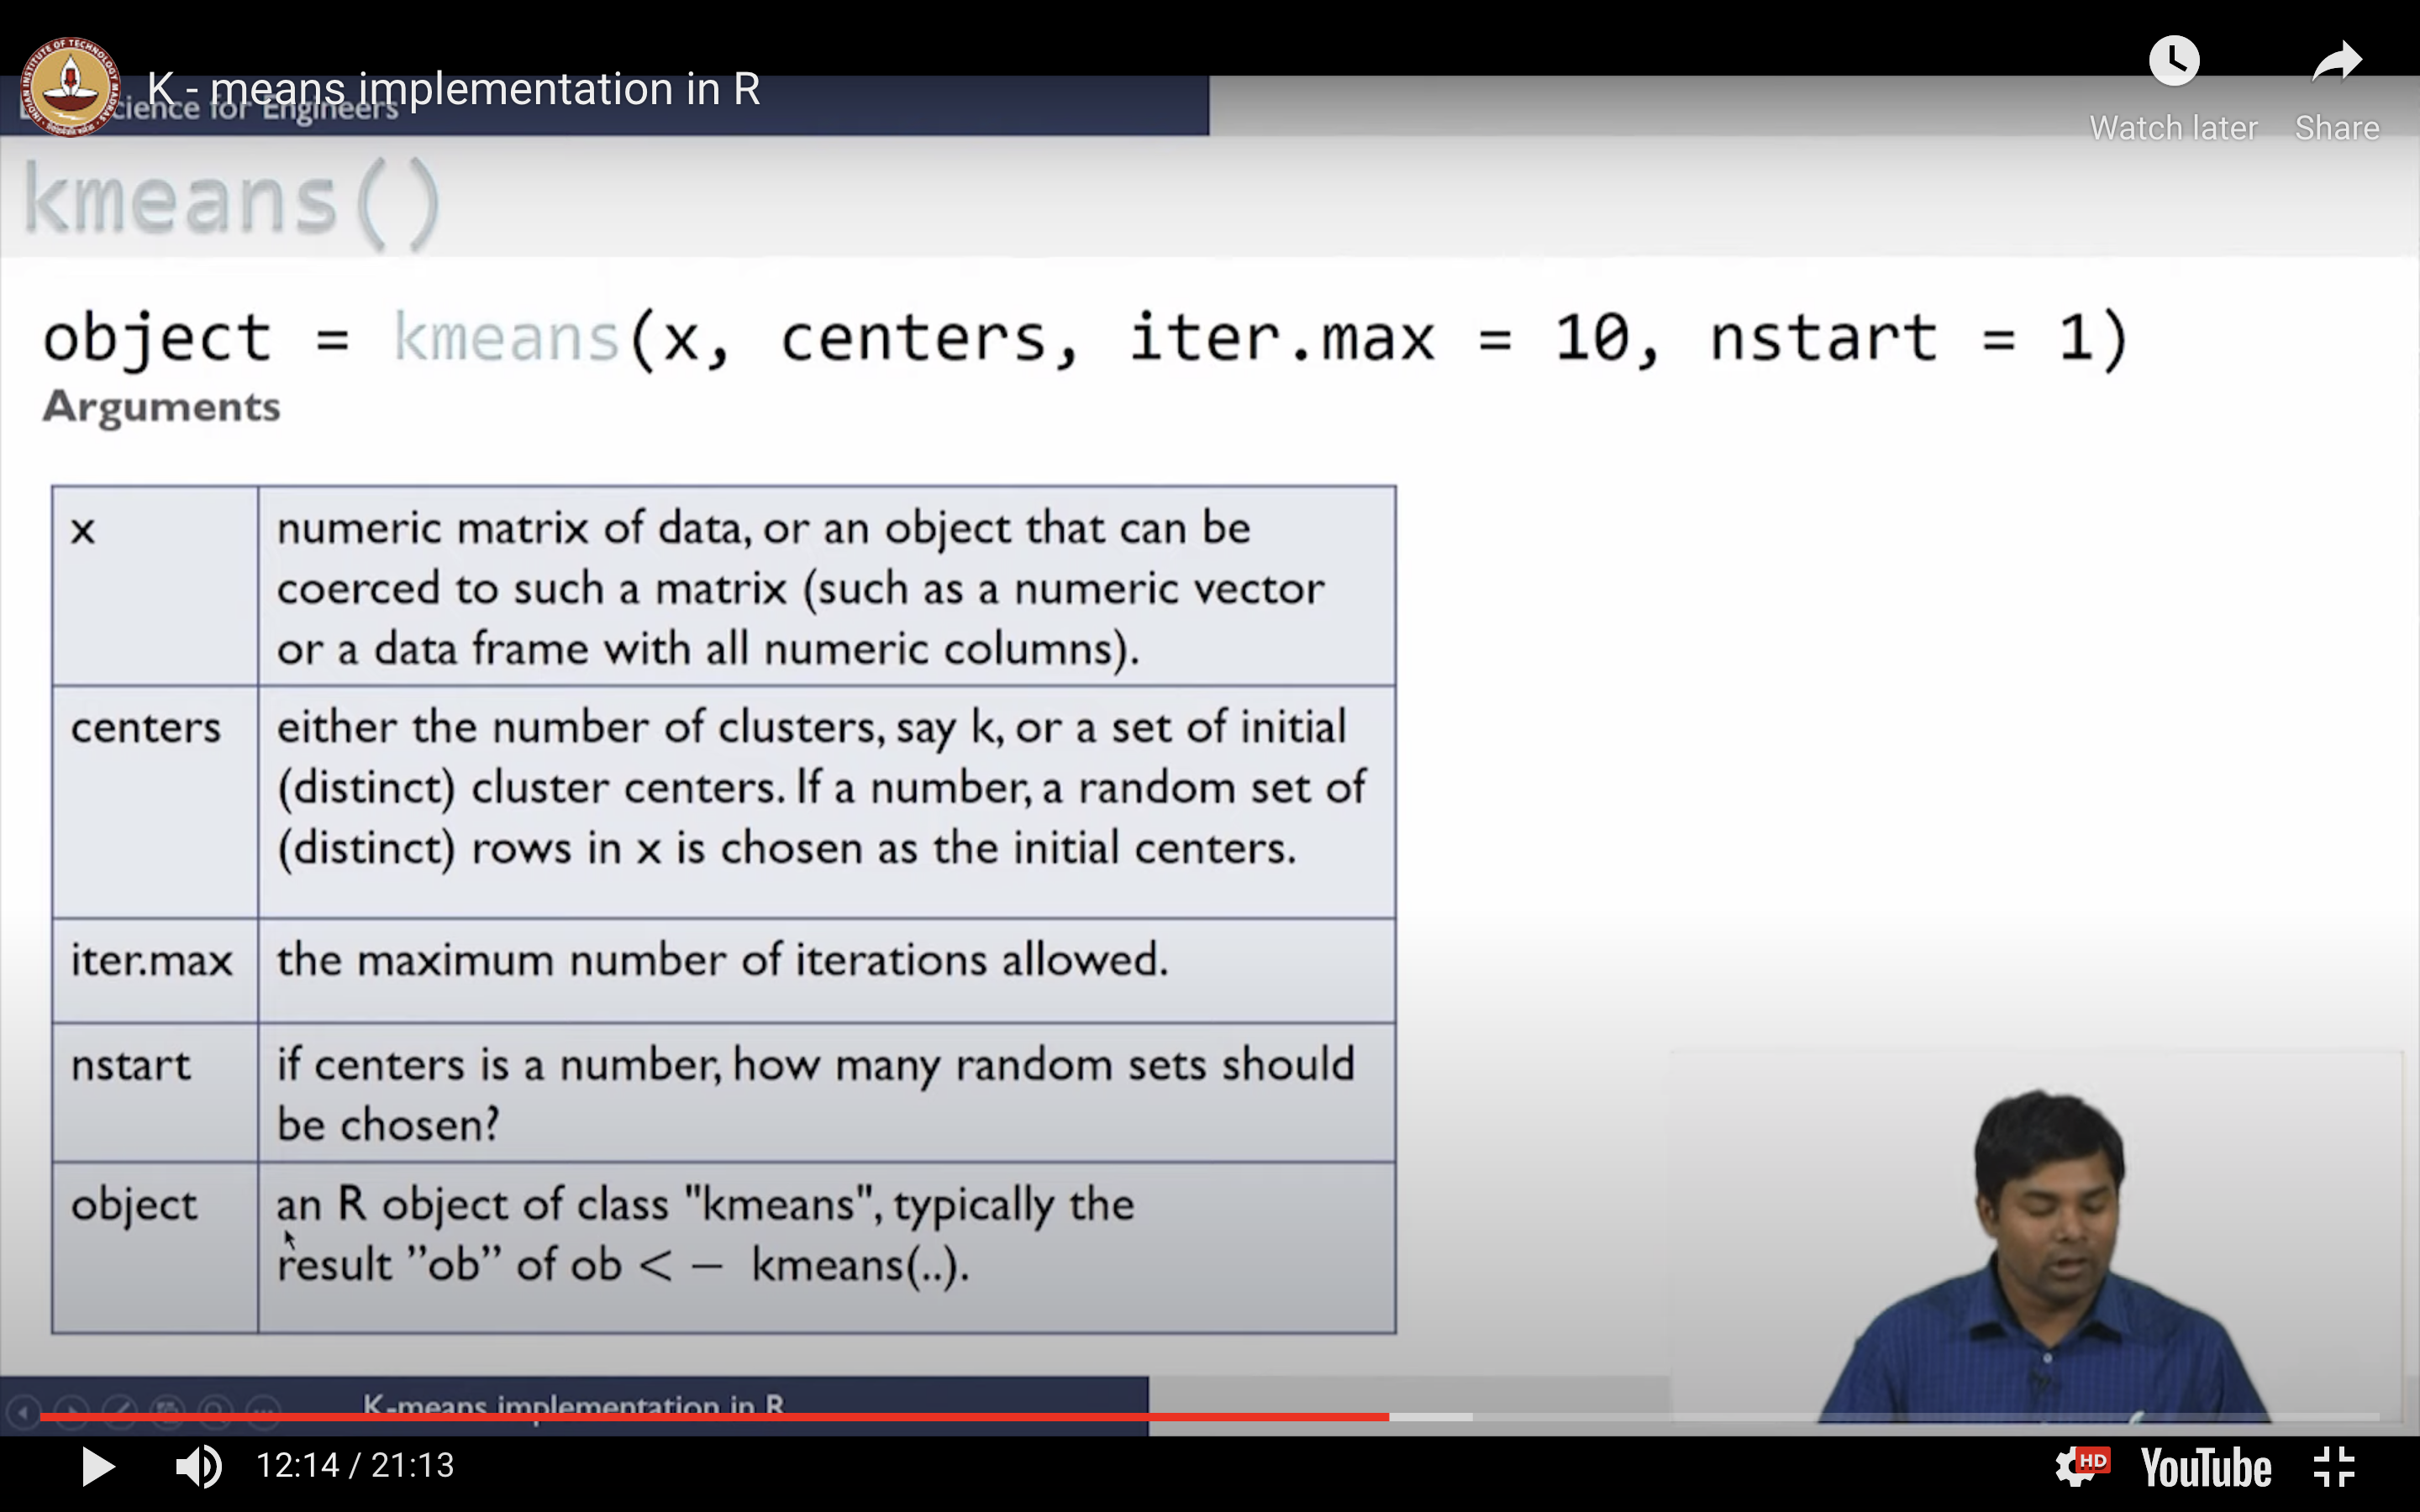 K - means implementation in R
Watch later
Share
cience for Engineers
kmeans()
object = kmeans(x, centers, iter.max = 10, nstart = 1)
Arguments
x
numeric matrix of data, or an object that can be
coerced to such a matrix (such as a numeric vector
or a data frame with all numeric columns).
centers
either the number of clusters, say k, or a set of initial
(distinct) cluster centers. If a number, a random set of
(distinct) rows in x is chosen as the initial centers.
iter.max
the maximum number of iterations allowed.
nstart
if centers is a number, how many random sets should
be chosen?
object
an R object of class "kmeans", typically the
result ”ob” of ob < – kmeans(..).
K-means implementation in R
12:14 / 21:13
HD
YouTube